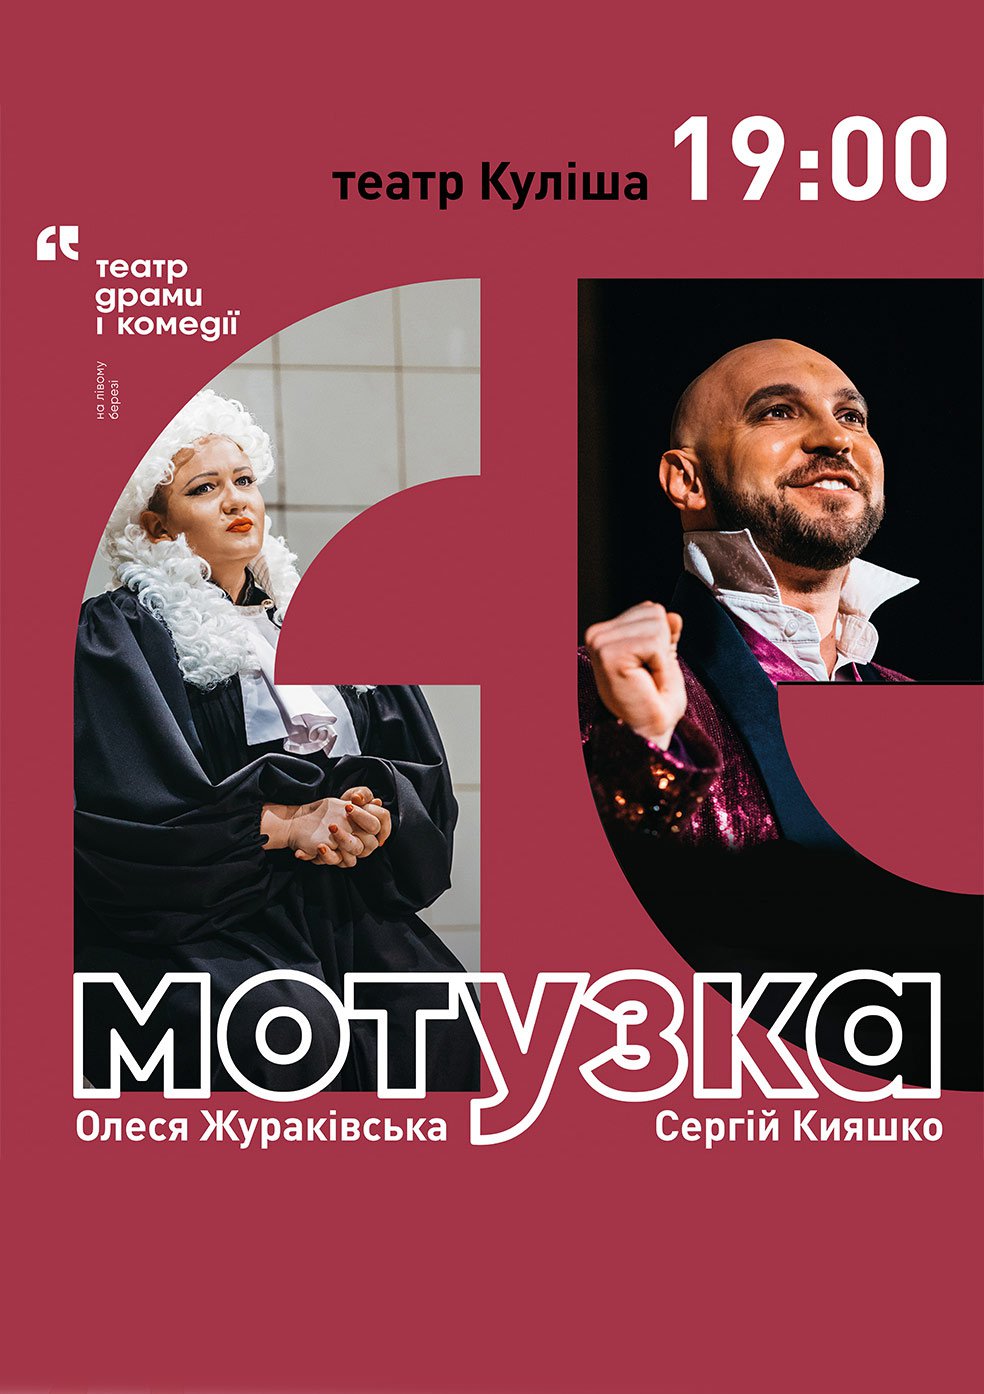 театр Куліша 19:00
театр
драми
і комедії
на лівому
березі
мотузка
Олеся Жураківська
Сергій Кияшко